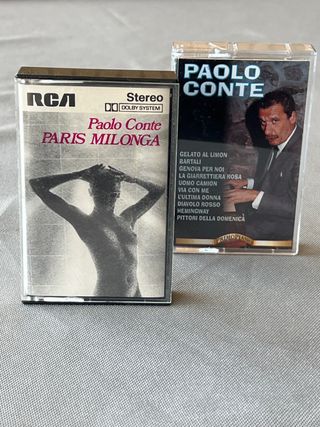 RCA
Stereo
DOLBY SYSTEM
Paolo Conte
PARIS MILONGA
PAOLO
CONTE
GELATO AL LIMON
BARTALI
GENOVA PER NOI
LA GIARRETTIERA ROSA
UOMO CAMION
VIA CON ME
L'ULTIMA DONNA
DIAVOLO ROSSO
HEMINGWAY
PITTORI DELLA DOMENICA
PRIMOPIANO